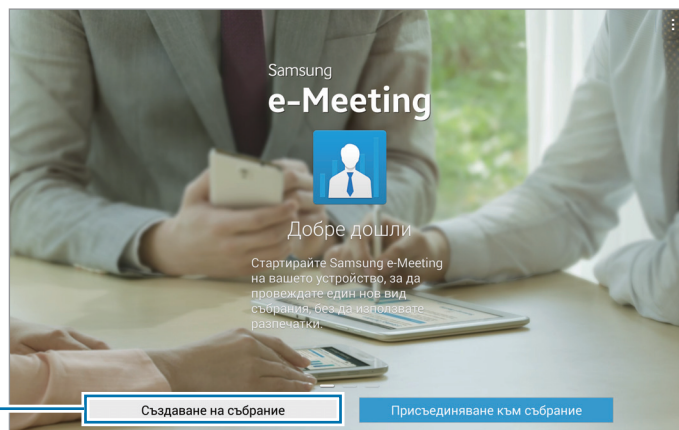 Samsung
e-Meeting
Добре дошли
Стартирайте Samsung e-Meeting
на вашето устройство, за да
провеждате един нов вид
събрания, без да използвате
разпечатки.
Създаване на събрание
Присъединяване към събрание